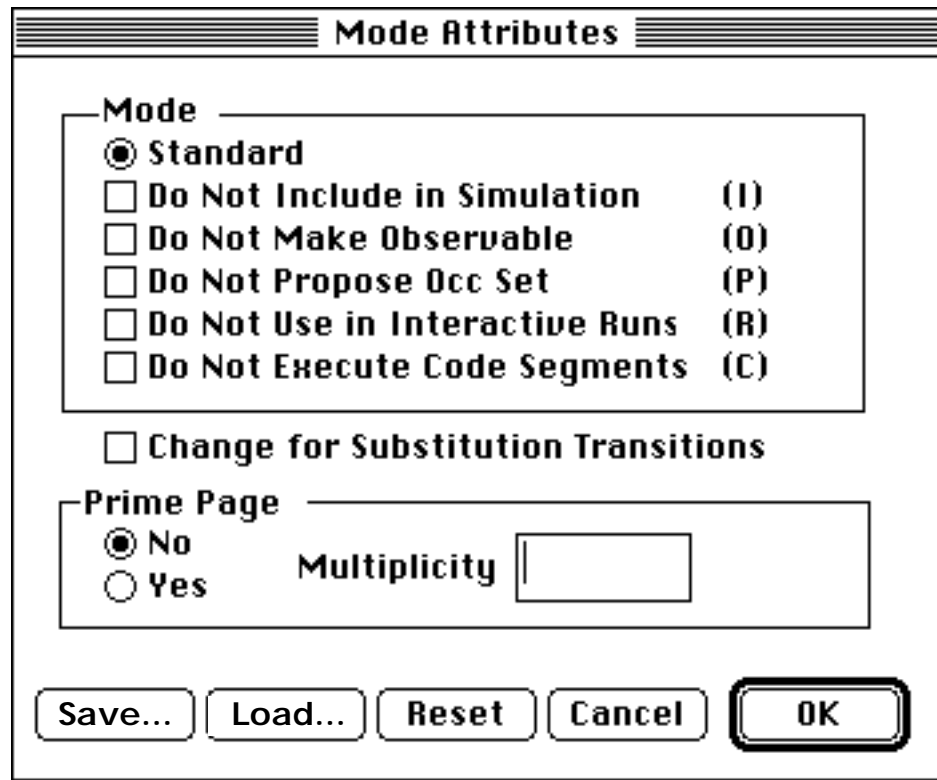 Mode Attributes
Mode
Standard
Do Not Include in Simulation (I)
Do Not Make Observable (O)
Do Not Propose Occ Set (P)
Do Not Use in Interactive Runs (R)
Do Not Execute Code Segments (C)
Change for Substitution Transitions
Prime Page
No
Multiplicity
Yes
Save... Load... Reset Cancel OK